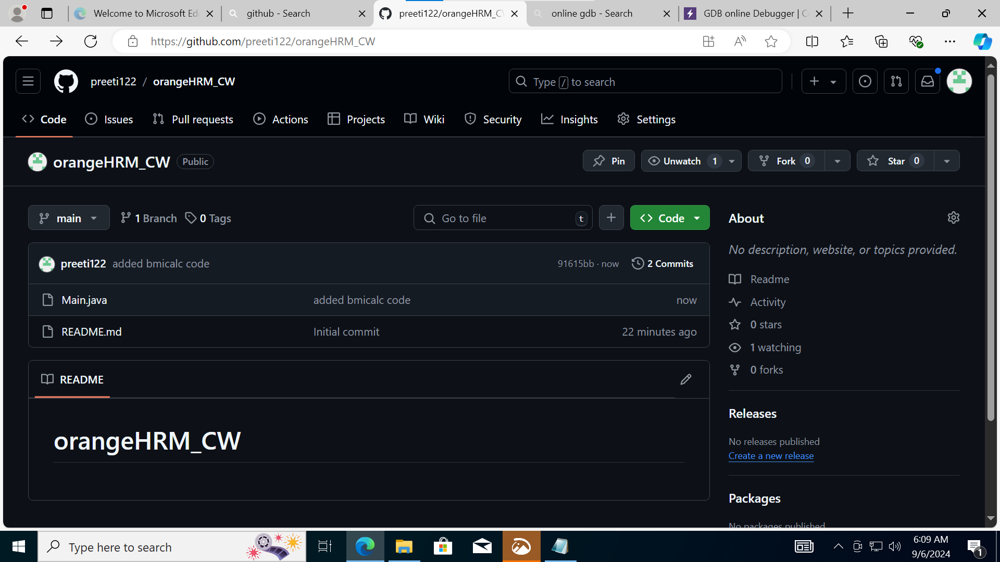 Welcome to Microsoft Ed
github - Search
preeti122/orangeHRM_C
online gdb - Search
GDB online Debugger | C
https://github.com/preeti122/orangeHRM_CW
preeti122 / orangeHRM_CW
Type / to search
Code
Issues
Pull requests
Actions
Projects
Wiki
Security
Insights
Settings
orangeHRM_CW Public
Pin
Unwatch 1
Fork 0
Star 0
main
1 Branch
0 Tags
Go to file t
Code
preeti122 added bmicalc code
91615bb · now
2 Commits
Main.java added bmicalc code now
README.md Initial commit 22 minutes ago
README
orangeHRM_CW
About
No description, website, or topics provided.
Readme
Activity
0 stars
1 watching
0 forks
Releases
No releases published
Create a new release
Packages
No packages published
Type here to search
6:09 AM
9/6/2024
1